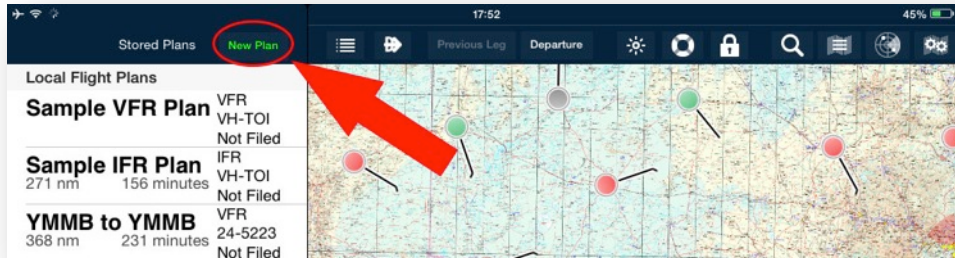 17:52
45%
Stored Plans
New Plan
Previous Leg
Departure
Local Flight Plans
Sample VFR Plan
VFR
VH-TOI
Not Filed
Sample IFR Plan
271 nm 156 minutes
IFR
VH-TOI
Not Filed
YMMB to YMMB
368 nm 231 minutes
VFR
24-5223
Not Filed